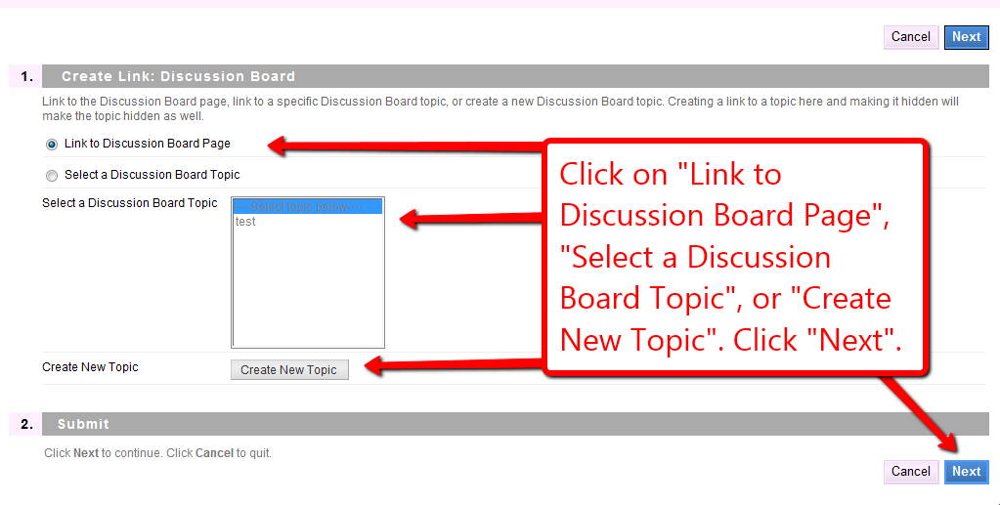 Cancel Next
1. Create Link: Discussion Board
Link to the Discussion Board page, link to a specific Discussion Board topic, or create a new Discussion Board topic. Creating a link to a topic here and making it hidden will
make the topic hidden as well.
Link to Discussion Board Page
Select a Discussion Board Topic
Select a Discussion Board Topic
----Select topic below----
test
Create New Topic Create New Topic
Click on "Link to
Discussion Board Page",
"Select a Discussion
Board Topic", or "Create
New Topic". Click "Next".
2. Submit
Click Next to continue. Click Cancel to quit.
Cancel Next